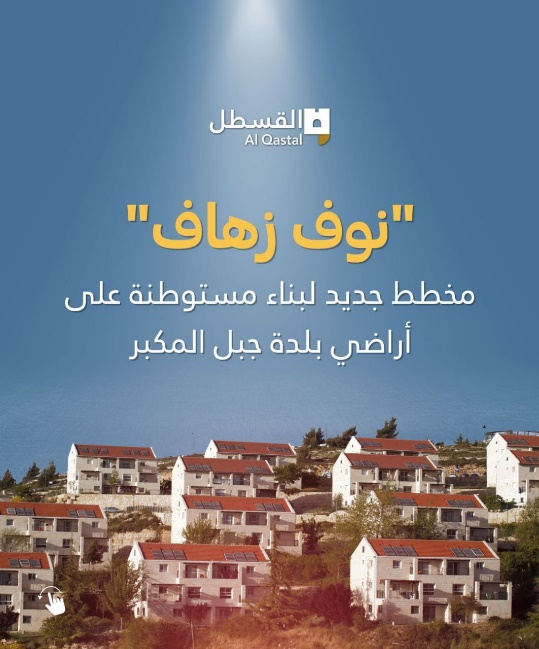 القسطل
Al Qastal
"نوف زهاف"
مخطط جديد لبناء مستوطنة على
أراضي بلدة جبل المكبر